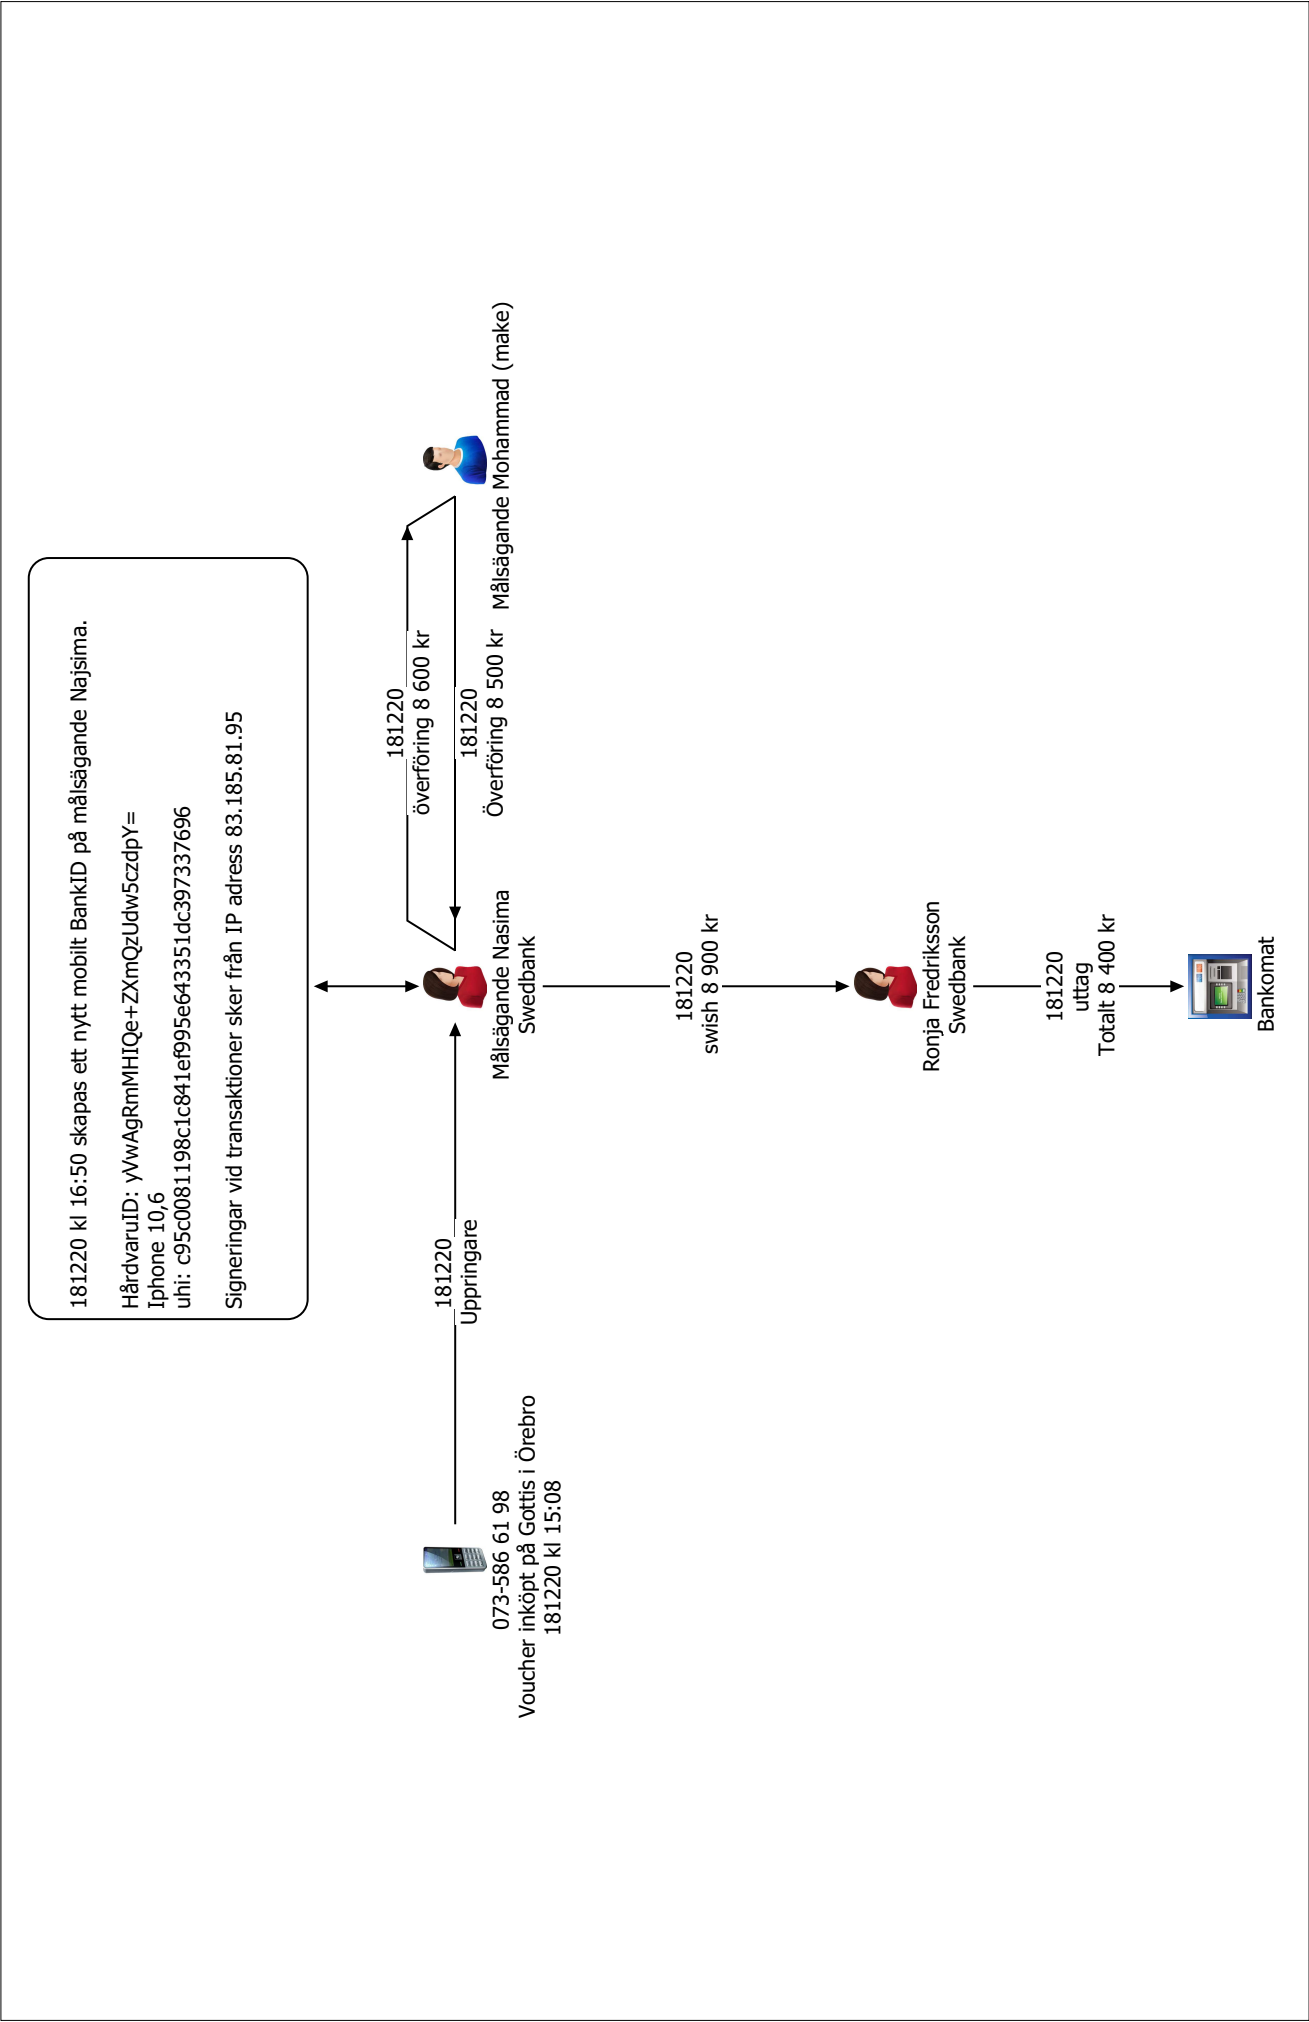 181220 kl 16:50 skapas ett nytt mobilt BankID på målsägande Najsima.
HårdvaruID: yVwAgRmMHIQe+ZXmQzUdw5czdpY=
Iphone 10,6
uhi: c95c0081198c1c841ef995e643351dc397337696
Signeringar vid transaktioner sker från IP adress 83.185.81.95
181220
överföring 8 600 kr
181220
Överföring 8 500 kr
Målsägande Mohammad (make)
181220
Uppringare
073-586 61 98
Voucher inköpt på Gottis i Örebro
181220 kl 15:08
Målsägande Nasima
Swedbank
181220
swish 8 900 kr
Ronja Fredriksson
Swedbank
181220
uttag
Totalt 8 400 kr
Bankomat